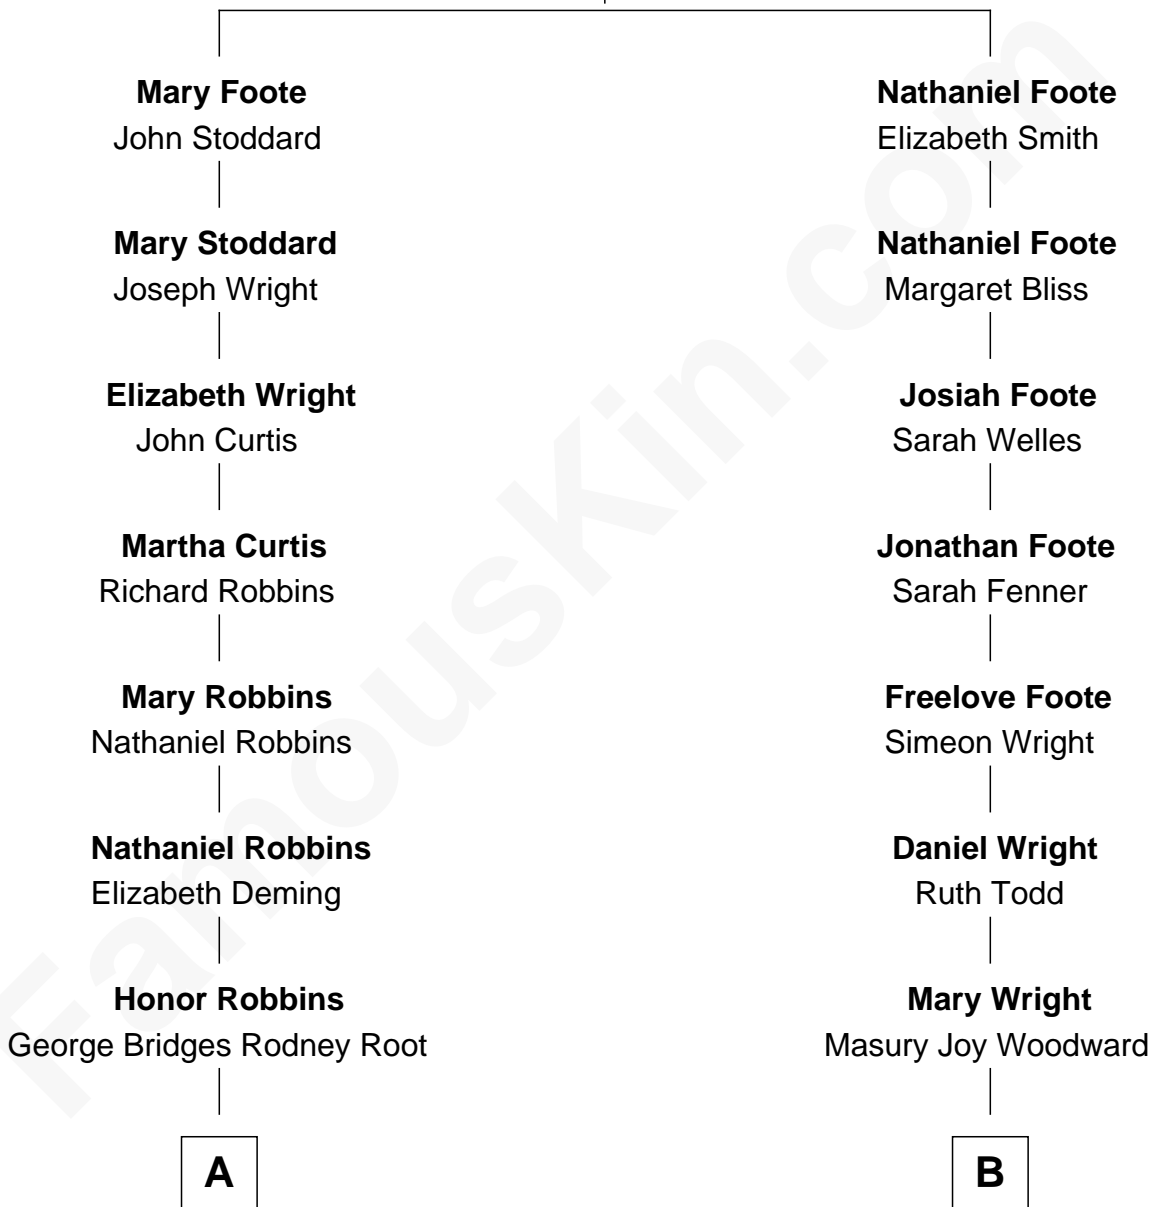 Mary Foote
John Stoddard
Nathaniel Foote
Elizabeth Smith
Mary Stoddard
Joseph Wright
Nathaniel Foote
Margaret Bliss
Elizabeth Wright
John Curtis
Josiah Foote
Sarah Welles
Martha Curtis
Richard Robbins
Jonathan Foote
Sarah Fenner
Mary Robbins
Nathaniel Robbins
Freelove Foote
Simeon Wright
Nathaniel Robbins
Elizabeth Deming
Daniel Wright
Ruth Todd
Honor Robbins
George Bridges Rodney Root
Mary Wright
Masury Joy Woodward
A
B
FamousKin.com